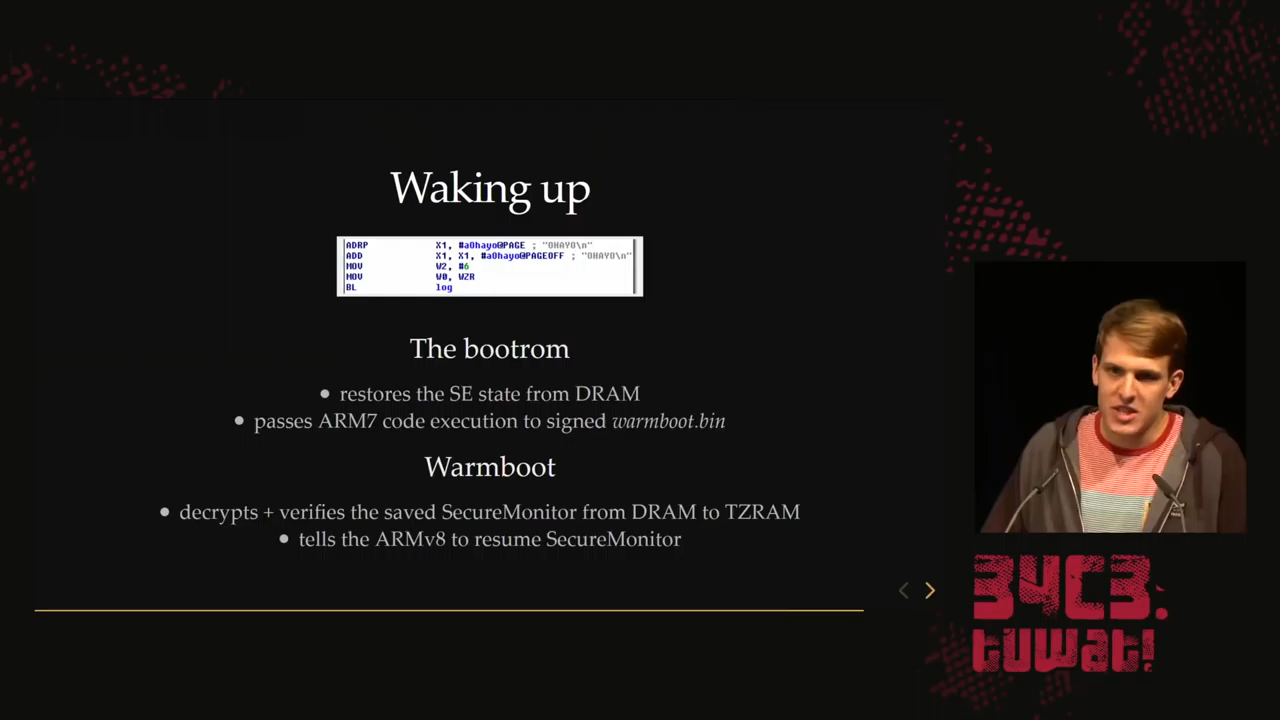 Waking up
ADRP X1, #aOhayo@PAGE ; "OHAYO\n"
ADD X1, X1, #aOhayo@PAGEOFF ; "OHAYO\n"
MOV W2, #6
MOV W0, WZR
BL log
The bootrom
• restores the SE state from DRAM
• passes ARM7 code execution to signed warmboot.bin
Warmboot
• decrypts + verifies the saved SecureMonitor from DRAM to TZRAM
• tells the ARMv8 to resume SecureMonitor
34C3.
tuwat!